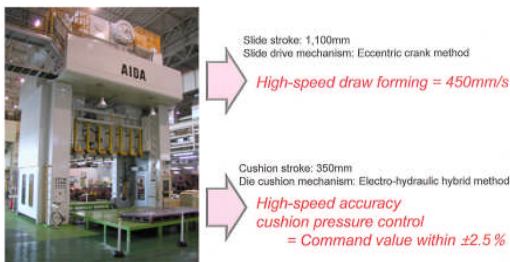 AIDA
Slide stroke: 1,100mm
Slide drive mechanism: Eccentric crank method
High-speed draw forming = 450mm/s
Cushion stroke: 350mm
Die cushion mechanism: Electro-hydraulic hybrid method
High-speed accuracy
cushion pressure control
= Command value within ±2.5%